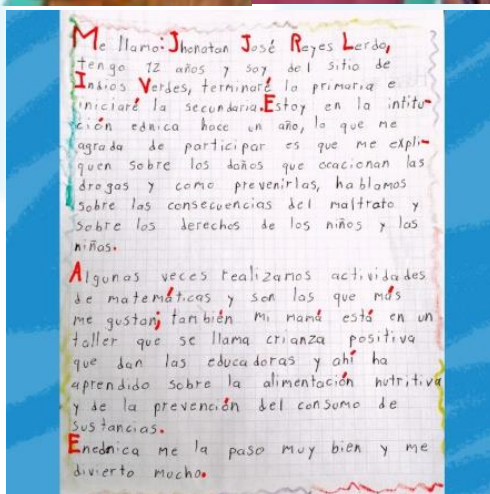 Me llamo: Jhonatan José Reyes Lerdo,
tengo 12 años y soy del sitio de
Indios Verdes, terminaré la primaria e
iniciaré la secundaria. Estoy en la intitu-
ción ednica hace un año, lo que me
agrada de participar es que me expli-
quen sobre los daños que ocacionan las
drogas y como prevenirlas, hablamos
sobre las consecuencias del maltrato y
sobre los derechos de los niños y las
niñas.
Algunas veces realizamos actividades
de matemáticas y son las que más
me gustan; también mi mamá está en un
taller que se llama crianza positiva
que dan las educadoras y ahí ha
aprendido sobre la alimentación nutritiva
y de la prevención del consumo de
sustancias.
Enednica me la paso muy bien y me
divierto mucho.